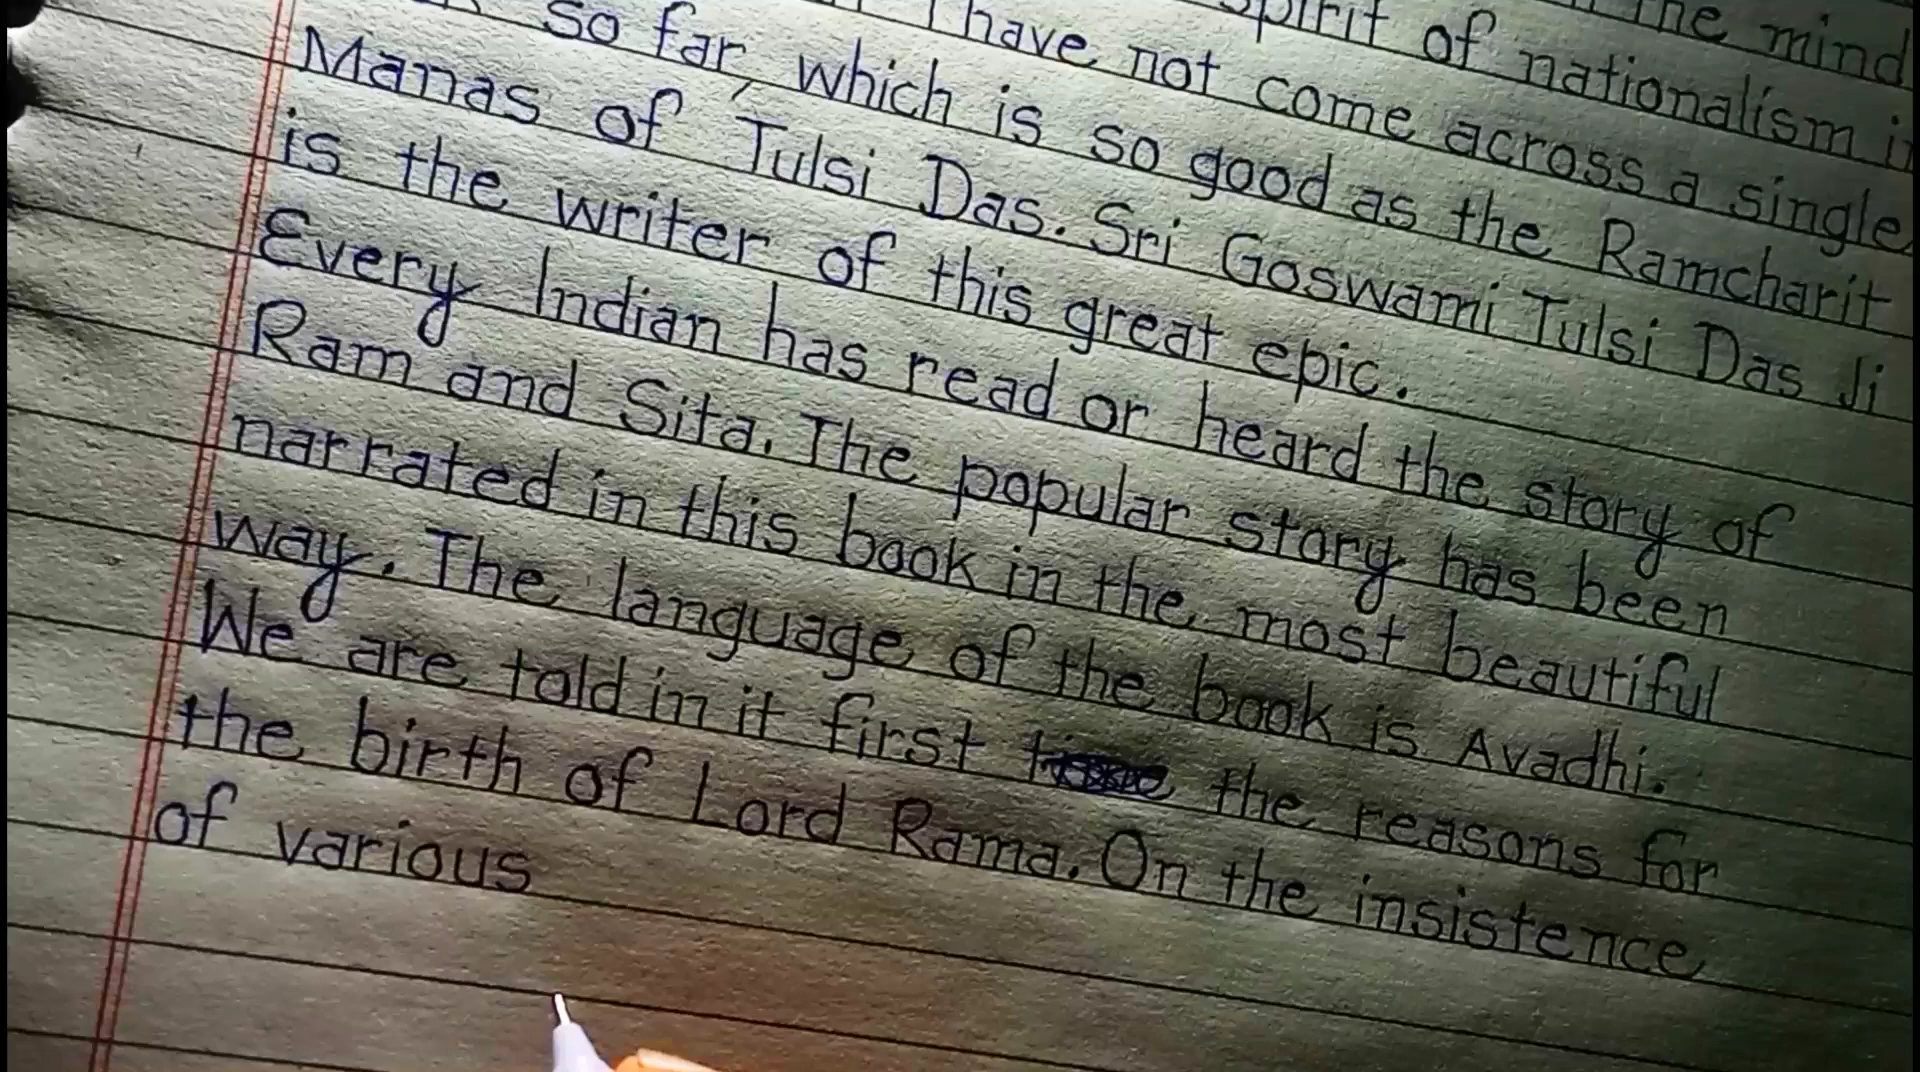 the mind
spirit of nationalism
I have not come across a single
so far, which is so good as the Ramcharit
Manas of Tulsi Das. Sri Goswami Tulsi Das Ji
is the writer of this great epic.
Every Indian has read or heard the story of
Ram and Sita. The popular story has been
narrated in this book in the most beautiful
way. The language of the book is Avadhi.
We are told in it first the reasons for
the birth of Lord Rama. On the insistence
of various